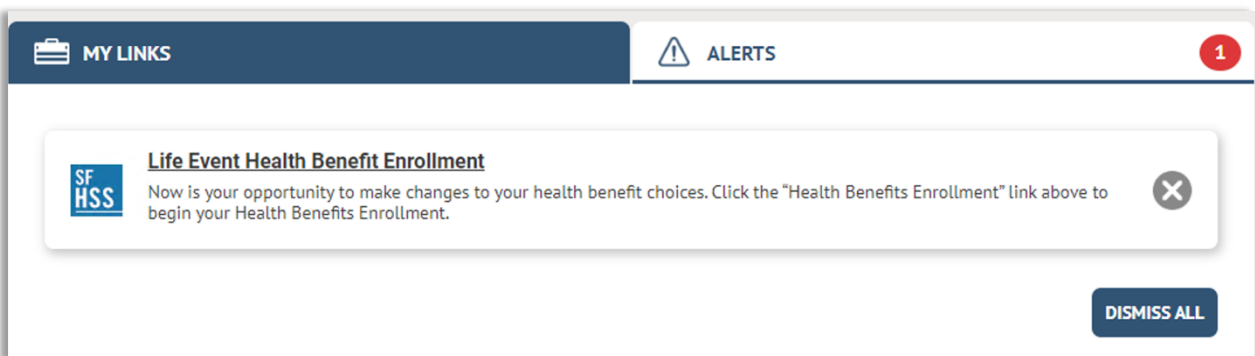 MY LINKS
ALERTS
1
SF
HSS
Life Event Health Benefit Enrollment
Now is your opportunity to make changes to your health benefit choices. Click the “Health Benefits Enrollment” link above to
begin your Health Benefits Enrollment.
DISMISS ALL